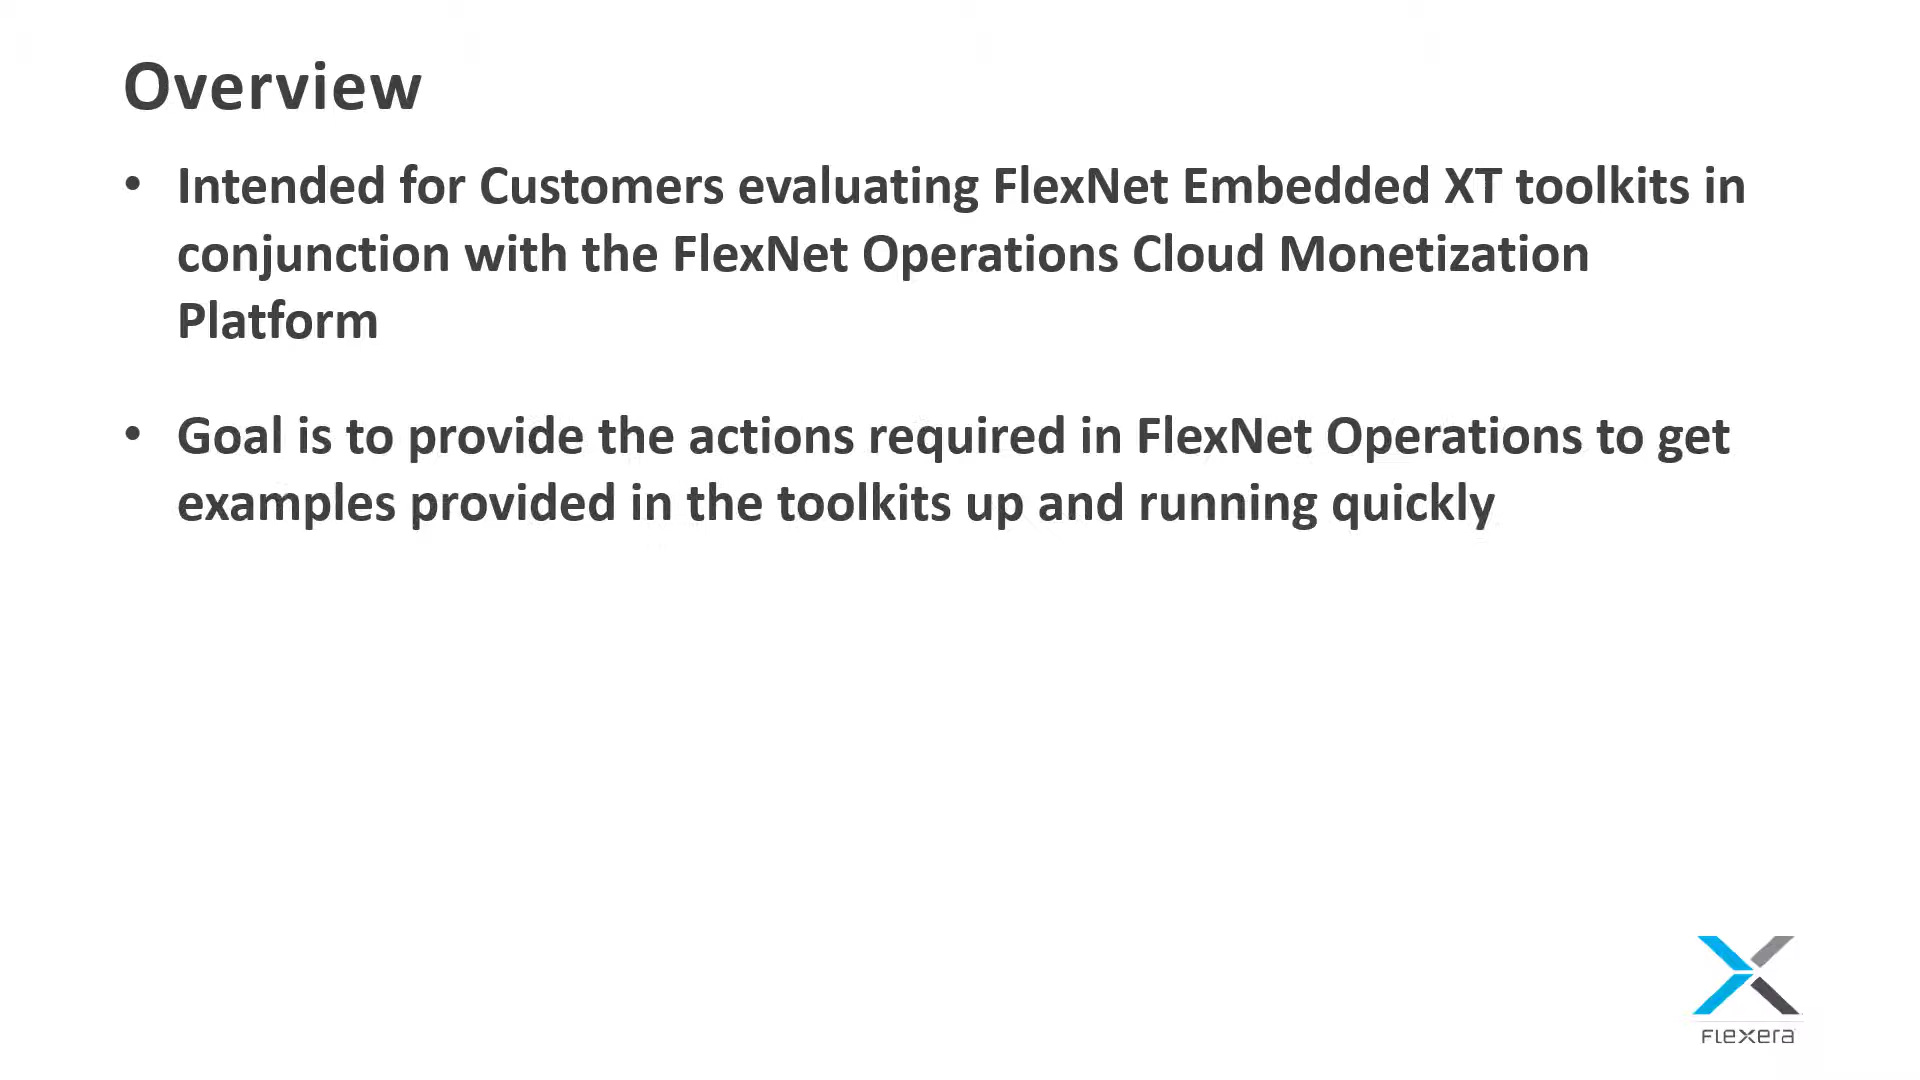 Overview
• Intended for Customers evaluating FlexNet Embedded XT toolkits in
conjunction with the FlexNet Operations Cloud Monetization
Platform
• Goal is to provide the actions required in FlexNet Operations to get
examples provided in the toolkits up and running quickly
FLEXERA